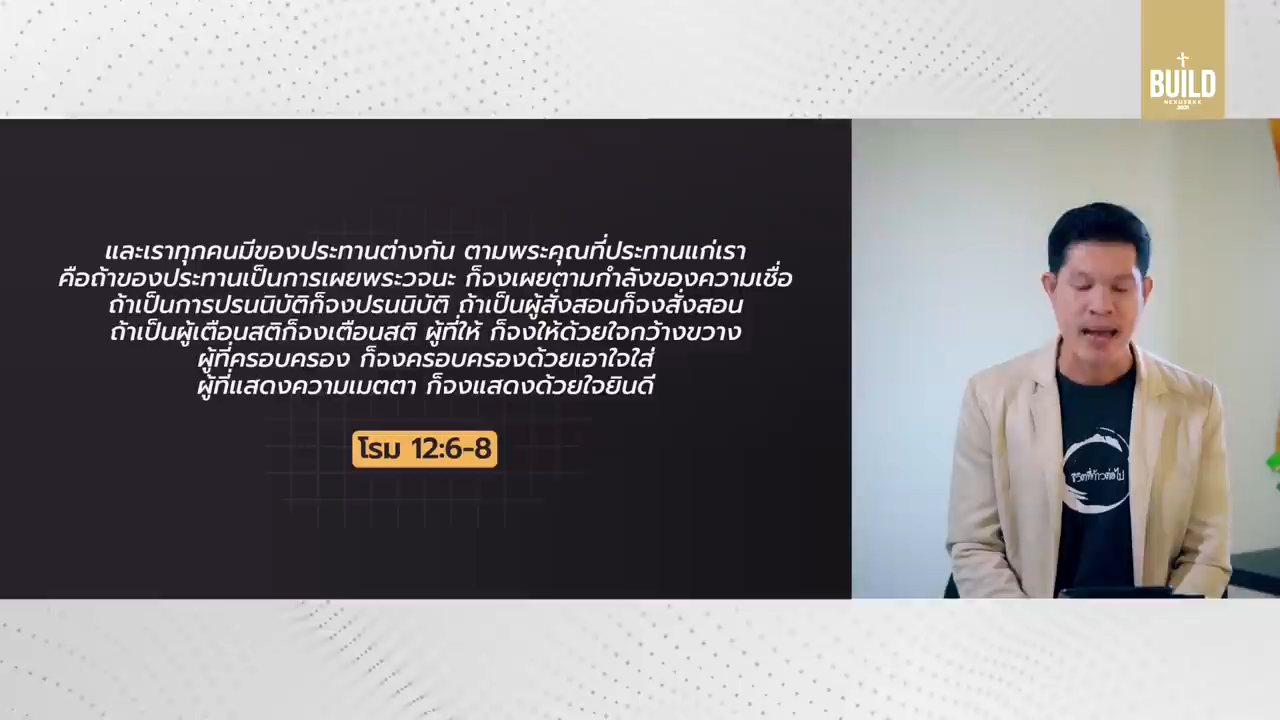 BUILD
NEXUSBKK
2021
และเราทุกคนมีของประทานต่างกัน ตามพระคุณที่ประทานแก่เรา
คือถ้าของประทานเป็นการเผยพระวจนะ ก็จงเผยตามกำลังของความเชื่อ
ถ้าเป็นการปรนนิบัติก็จงปรนนิบัติ ถ้าเป็นผู้สั่งสอนก็จงสั่งสอน
ถ้าเป็นผู้เตือนสติก็จงเตือนสติ ผู้ที่ให้ ก็จงให้ด้วยใจกว้างขวาง
ผู้ที่ครอบครอง ก็จงครอบครองด้วยเอาใจใส่
ผู้ที่แสดงความเมตตา ก็จงแสดงด้วยใจยินดี
โรม 12:6-8
ชีวิตที่ก้าวต่อไป